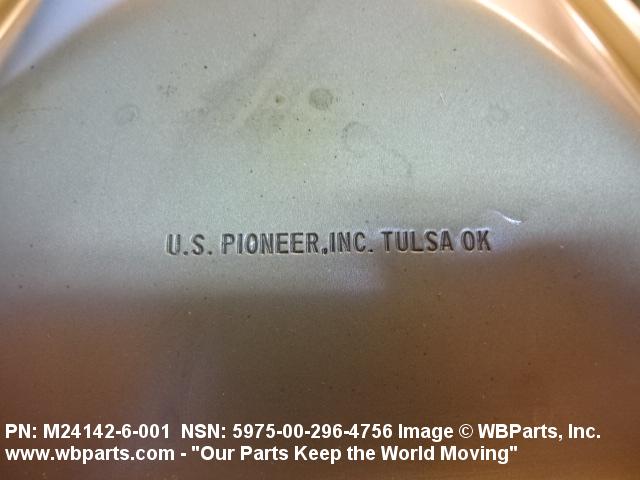 U.S. PIONEER,INC. TULSA OK
PN: M24142-6-001 NSN: 5975-00-296-4756 Image © WBParts, Inc.
www.wbparts.com - "Our Parts Keep the World Moving"